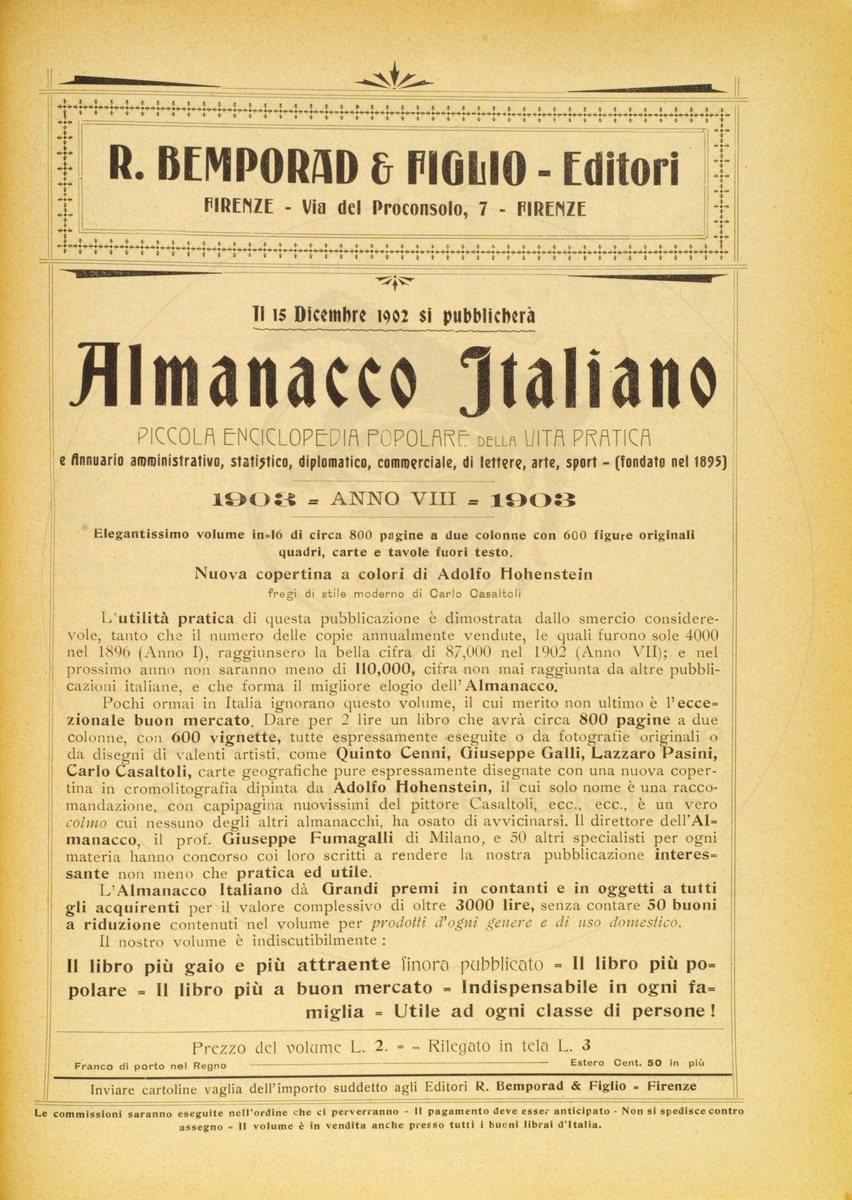 R. BEMPORAD & FIGLIO - Editori
FIRENZE - Via del Proconsolo, 7 - FIRENZE
Il 15 Dicembre 1902 si pubblicherà
Almanacco Italiano
PICCOLA ENCICLOPEDIA POPOLARE DELLA VITA PRATICA
e Annuario amministrativo, statistico, diplomatico, commerciale, di lettere, arte, sport - (fondato nel 1895)
1903 = ANNO VIII = 1903
Elegantissimo volume in-16 di circa 800 pagine a due colonne con 600 figure originali
quadri, carte e tavole fuori testo.
Nuova copertina a colori di Adolfo Hohenstein
fregi di stile moderno di Carlo Casaltoli
L'utilità pratica di questa pubblicazione è dimostrata dallo smercio considere-
vole, tanto che il numero delle copie annualmente vendute, le quali furono sole 4000
nel 1896 (Anno I), raggiunsero la bella cifra di 87,000 nel 1902 (Anno VII); e nel
prossimo anno non saranno meno di 110,000, cifra non mai raggiunta da altre pubbli-
cazioni italiane, e che forma il migliore elogio dell'Almanacco.
Pochi ormai in Italia ignorano questo volume, il cui merito non ultimo è l'ecce-
zionale buon mercato. Dare per 2 lire un libro che avrà circa 800 pagine a due
colonne, con 600 vignette, tutte espressamente eseguite o da fotografie originali o
da disegni di valenti artisti, come Quinto Cenni, Giuseppe Galli, Lazzaro Pasini,
Carlo Casaltoli, carte geografiche pure espressamente disegnate con una nuova coper-
tina in cromolitografia dipinta da Adolfo Hohenstein, il cui solo nome è una racco-
mandazione, con capipagina nuovissimi del pittore Casaltoli, ecc., ecc., è un vero
colmo cui nessuno degli altri almanacchi, ha osato di avvicinarsi. Il direttore dell'Al-
manacco, il prof. Giuseppe Fumagalli di Milano, e 50 altri specialisti per ogni
materia hanno concorso coi loro scritti a rendere la nostra pubblicazione interes-
sante non meno che pratica ed utile.
L'Almanacco Italiano dà Grandi premi in contanti e in oggetti a tutti
gli acquirenti per il valore complessivo di oltre 3000 lire, senza contare 50 buoni
a riduzione contenuti nel volume per prodotti d'ogni genere e di uso domestico.
Il nostro volume è indiscutibilmente :
Il libro più gaio e più attraente finora pubblicato = Il libro più po-
polare = Il libro più a buon mercato = Indispensabile in ogni fa-
miglia = Utile ad ogni classe di persone !
Prezzo del volume L. 2. - - Rilegato in tela L. 3
Franco di porto nel Regno
Estero Cent. 50 in più
Inviare cartoline vaglia dell'importo suddetto agli Editori R. Bemporad & Figlio - Firenze
Le commissioni saranno eseguite nell'ordine che ci perverranno - Il pagamento deve esser anticipato - Non si spedisce contro
assegno - Il volume è in vendita anche presso tutti i buoni librai d'Italia.